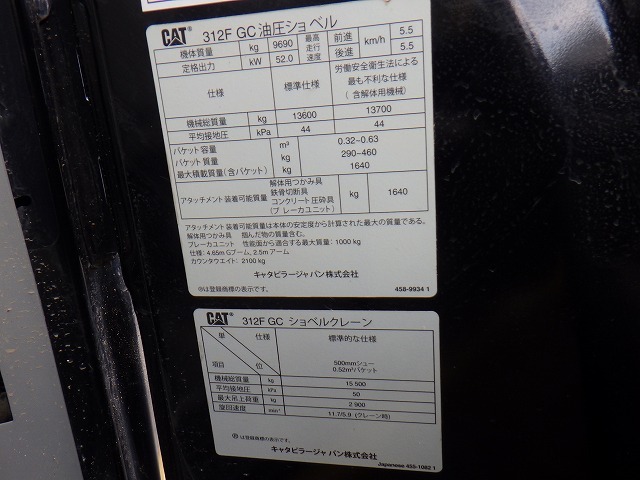 CAT® 312F GC 油圧ショベル
機体質量 kg 9690 最高走行速度 前進 km/h 5.5
定格出力 kW 52.0 後進 5.5
仕様 標準仕様 労働安全衛生法による最も不利な仕様(含解体用機械)
機械総質量 kg 13600 13700
平均接地圧 kPa 44 44
バケット容量 m³ 0.32~0.63
バケット質量 kg 290~460
最大積載質量(含バケット) kg 1640
アタッチメント装着可能質量 解体用つかみ具 鉄骨切断具 コンクリート圧砕具 (ブレーカユニット) kg 1640
アタッチメント装着可能質量は本体の安定度から計算された最大の質量である。
解体用つかみ具 掴んだ物の質量含む。
ブレーカユニット 性能面から適合する最大質量: 1000 kg
仕様: 4.65m Gブーム, 2.5m アーム
カウンタウエイト: 2100 kg
キャタピラージャパン株式会社
®は登録商標の表示です. 458-9934 1
CAT® 312F GC ショベルクレーン
仕様 標準的な仕様
単位
項目 500mmシュー
0.52m³バケット
機械総質量 kg 15 500
平均接地圧 kPa 50
最大吊上荷重 kg 2 900
旋回速度 min⁻¹ 11.7/5.9 (クレーン時)
®は登録商標の表示です。
キャタピラージャパン株式会社
Japanese 455-1082 1